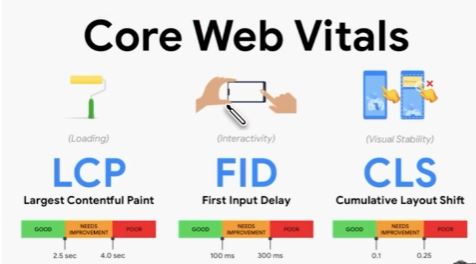 Core Web Vitals
(Loading)
LCP
Largest Contentful Paint
GOOD
NEEDS
IMPROVEMENT
POOR
2.5 sec
4.0 sec
(Interactivity)
FID
First Input Delay
GOOD
NEEDS
IMPROVEMENT
POOR
100 ms
300 ms
(Visual Stability)
CLS
Cumulative Layout Shift
GOOD
NEEDS
IMPROVEMENT
POOR
0.1
0.25